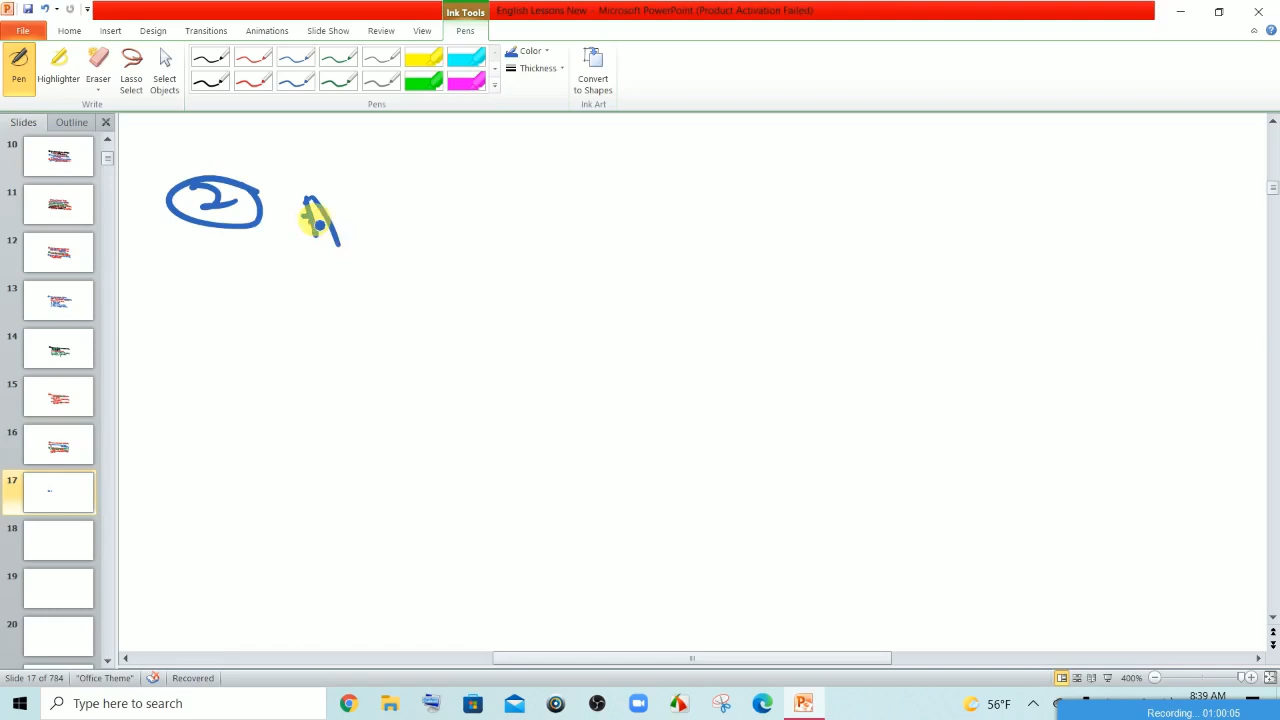 Ink Tools
English Lessons New - Microsoft PowerPoint (Product Activation Failed)
File Home Insert Design Transitions Animations Slide Show Review View Pens
Pen Highlighter Eraser Lasso Select Select Objects
Color
Thickness
Convert to Shapes
Write Pens Ink Art
Slides Outline
10
11
12
13
14
15
16
17
18
19
20
2
Slide 17 of 784 "Office Theme" Recovered 400%
Type here to search 56°F 8:39 AM
Recording... 01:00:05